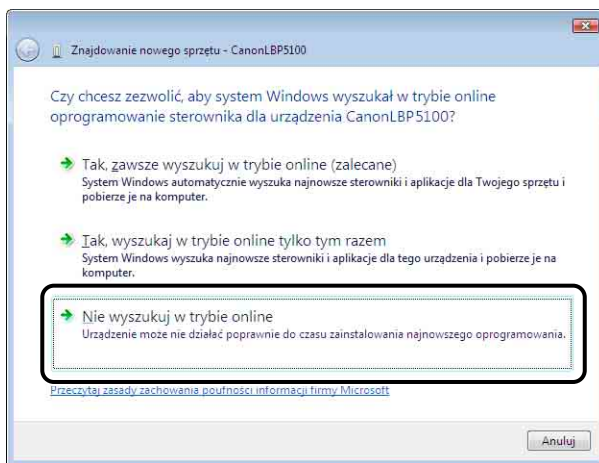 Znajdowanie nowego sprzętu - CanonLBP5100
Czy chcesz zezwolić, aby system Windows wyszukał w trybie online
oprogramowanie sterownika dla urządzenia CanonLBP5100?
Tak, zawsze wyszukuj w trybie online (zalecane)
System Windows automatycznie wyszuka najnowsze sterowniki i aplikacje dla Twojego sprzętu i
pobierze je na komputer.
Tak, wyszukaj w trybie online tylko tym razem
System Windows wyszuka najnowsze sterowniki i aplikacje dla tego urządzenia i pobierze je na
komputer.
Nie wyszukuj w trybie online
Urządzenie może nie działać poprawnie do czasu zainstalowania najnowszego oprogramowania.
Przeczytaj zasady zachowania poufności informacji firmy Microsoft
Anuluj